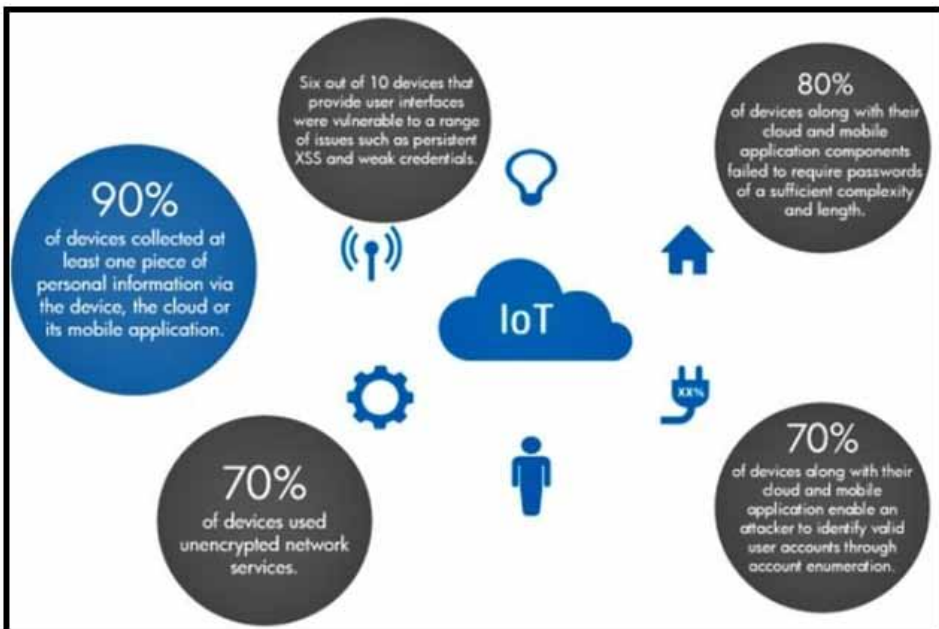 Six out of 10 devices that
provide user interfaces
were vulnerable to a range
of issues such as persistent
XSS and weak credentials.
80%
of devices along with their
cloud and mobile
application components
failed to require passwords
of a sufficient complexity
and length.
90%
of devices collected at
least one piece of
personal information via
the device, the cloud or
its mobile application.
IoT
XX%
70%
of devices used
unencrypted network
services.
70%
of devices along with their
cloud and mobile
application enable an
attacker to identify valid
user accounts through
account enumeration.